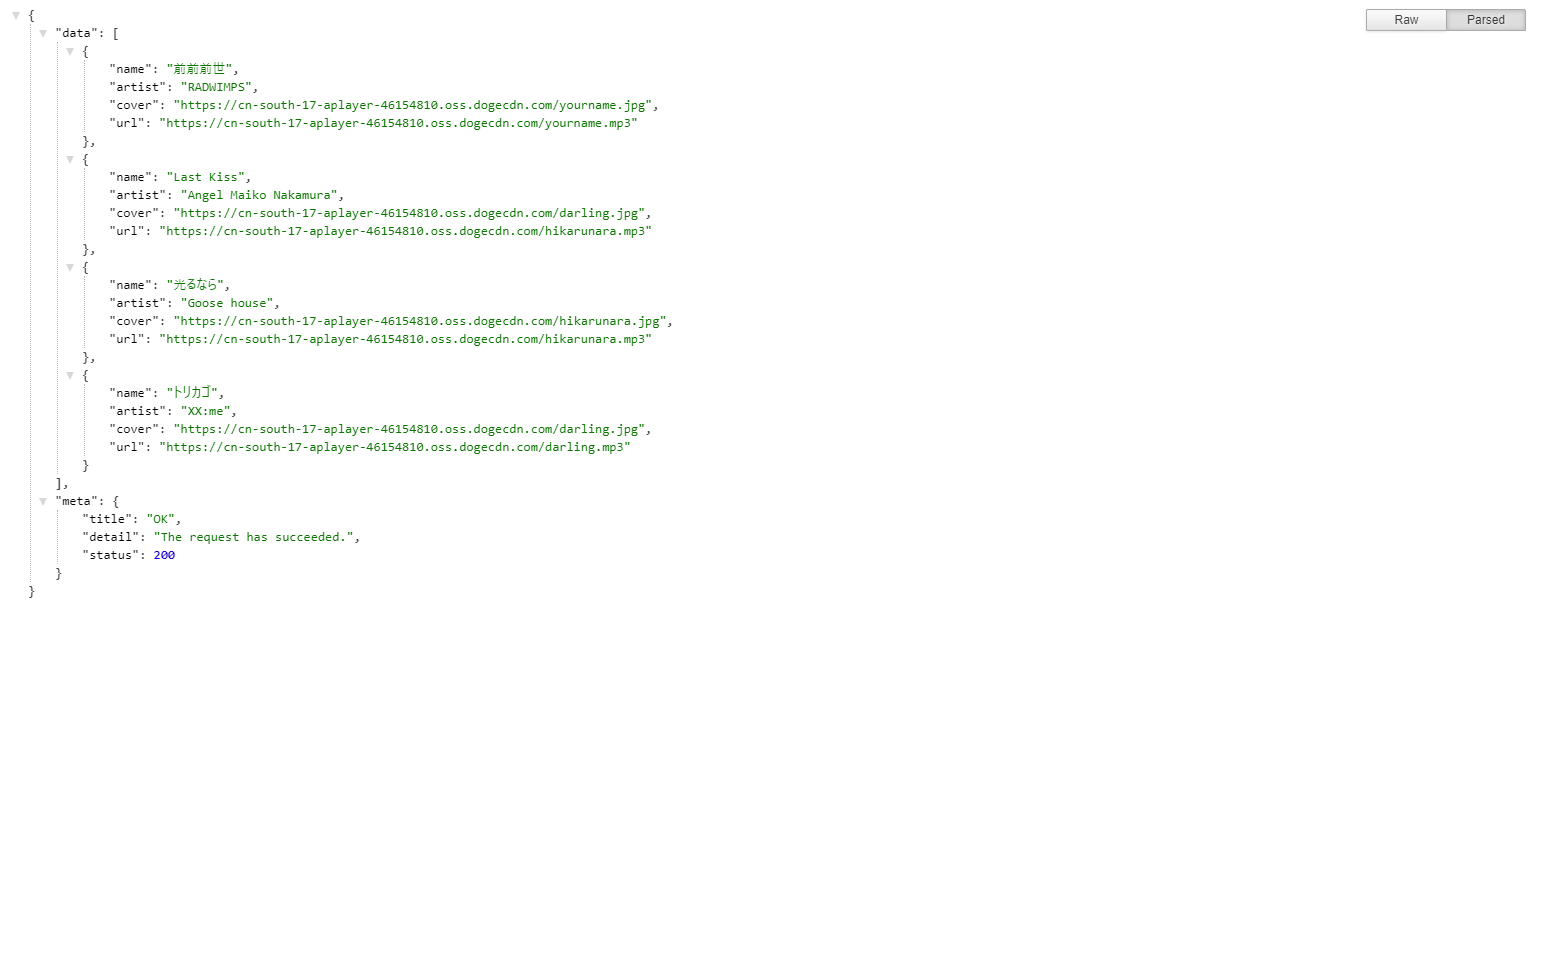 {
"data": [
{
"name": "前前前世",
"artist": "RADWIMPS",
"cover": "https://cn-south-17-aplayer-46154810.oss.dogecdn.com/yourname.jpg",
"url": "https://cn-south-17-aplayer-46154810.oss.dogecdn.com/yourname.mp3"
},
{
"name": "Last Kiss",
"artist": "Angel Maiko Nakamura",
"cover": "https://cn-south-17-aplayer-46154810.oss.dogecdn.com/darling.jpg",
"url": "https://cn-south-17-aplayer-46154810.oss.dogecdn.com/hikarunara.mp3"
},
{
"name": "光るなら",
"artist": "Goose house",
"cover": "https://cn-south-17-aplayer-46154810.oss.dogecdn.com/hikarunara.jpg",
"url": "https://cn-south-17-aplayer-46154810.oss.dogecdn.com/hikarunara.mp3"
},
{
"name": "トリカゴ",
"artist": "XX:me",
"cover": "https://cn-south-17-aplayer-46154810.oss.dogecdn.com/darling.jpg",
"url": "https://cn-south-17-aplayer-46154810.oss.dogecdn.com/darling.mp3"
}
],
"meta": {
"title": "OK",
"detail": "The request has succeeded.",
"status": 200
}
}
Raw Parsed